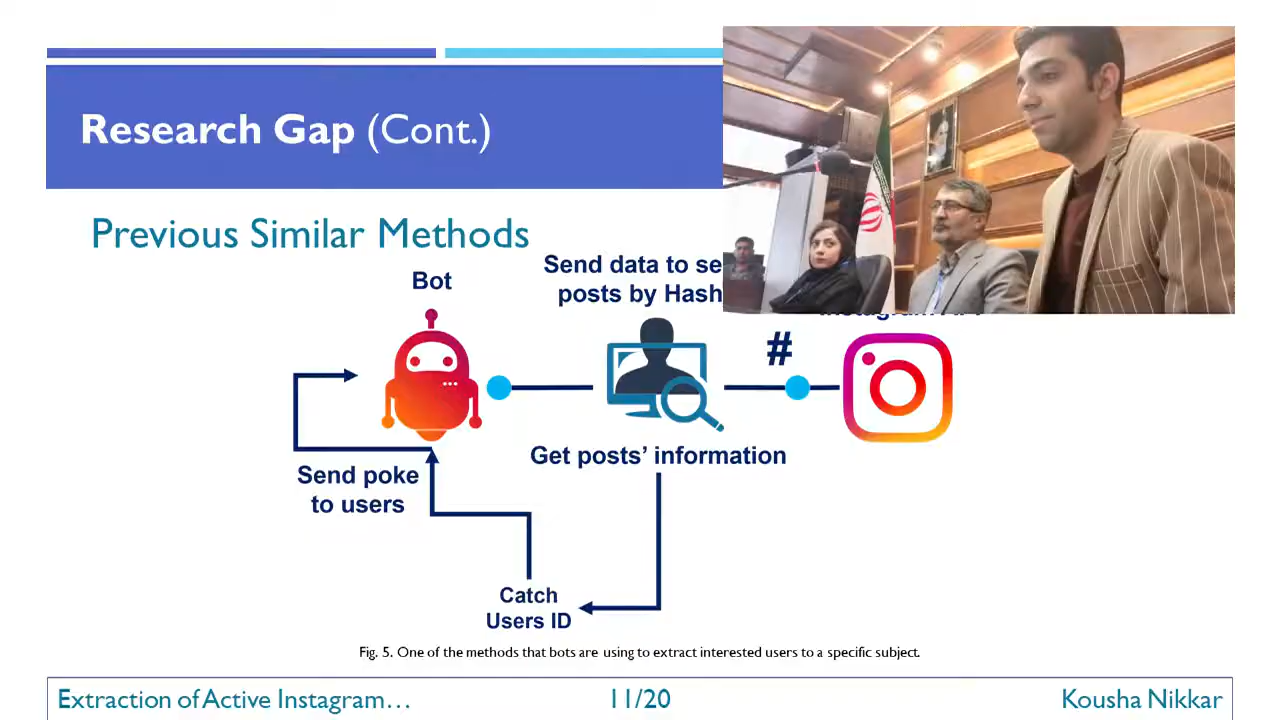 Research Gap (Cont.)
Previous Similar Methods
Bot
Send data to
posts by
#
Get posts’ information
Send poke
to users
Catch
Users ID
Fig. 5. One of the methods that bots are using to extract interested users to a specific subject.
Extraction of Active Instagram…
11/20
Kousha Nikkar